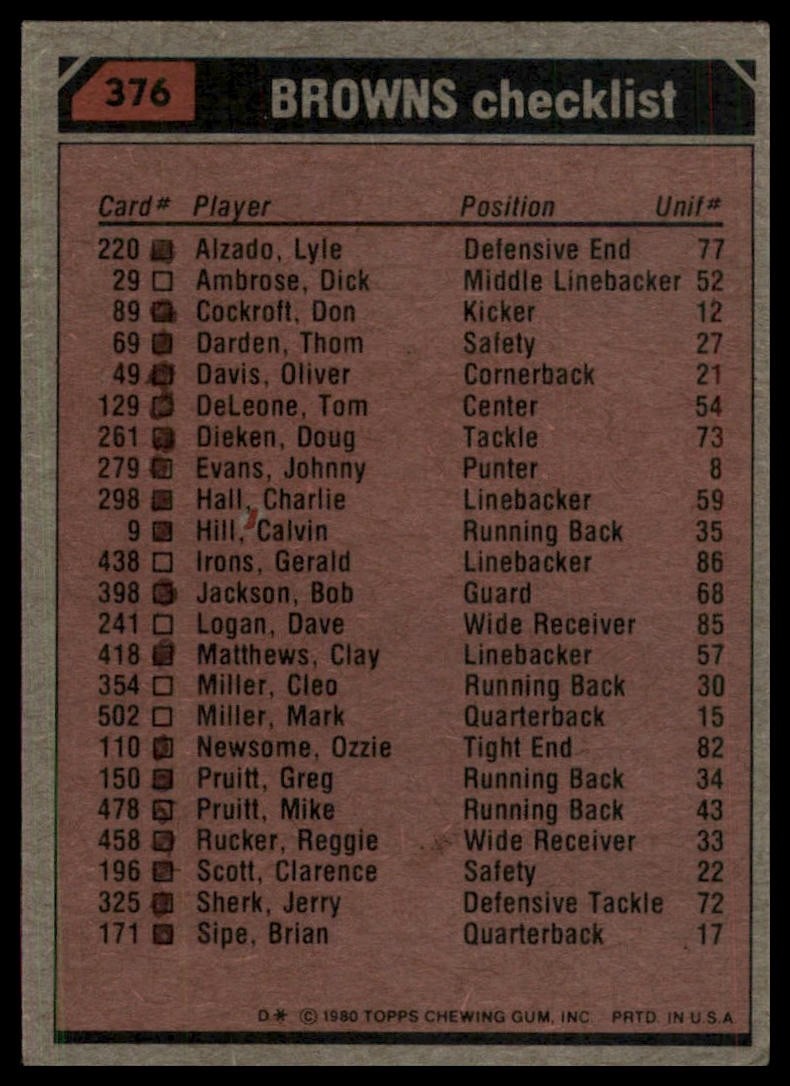 376 BROWNS checklist
Card# Player Position Unif#
220 Alzado, Lyle Defensive End 77
29 Ambrose, Dick Middle Linebacker 52
89 Cockroft, Don Kicker 12
69 Darden, Thom Safety 27
49 Davis, Oliver Cornerback 21
129 DeLeone, Tom Center 54
261 Dieken, Doug Tackle 73
279 Evans, Johnny Punter 8
298 Hall, Charlie Linebacker 59
9 Hill, Calvin Running Back 35
438 Irons, Gerald Linebacker 86
398 Jackson, Bob Guard 68
241 Logan, Dave Wide Receiver 85
418 Matthews, Clay Linebacker 57
354 Miller, Cleo Running Back 30
502 Miller, Mark Quarterback 15
110 Newsome, Ozzie Tight End 82
150 Pruitt, Greg Running Back 34
478 Pruitt, Mike Running Back 43
458 Rucker, Reggie Wide Receiver 33
196 Scott, Clarence Safety 22
325 Sherk, Jerry Defensive Tackle 72
171 Sipe, Brian Quarterback 17
D* © 1980 TOPPS CHEWING GUM, INC. PRTD. IN U.S.A